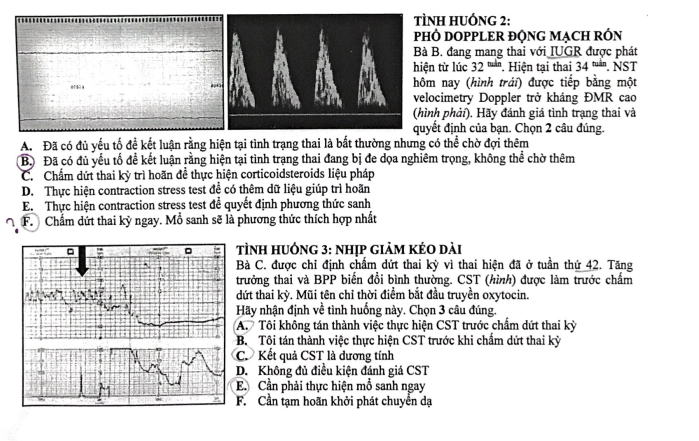 TÌNH HUỐNG 2:
PHỔ DOPPLER ĐỘNG MẠCH RỐN
Bà B. đang mang thai với IUGR được phát
hiện từ lúc 32 tuần. Hiện tại thai 34 tuần. NST
hôm nay (hình trái) được tiếp bằng một
velocimetry Doppler trở kháng ĐMR cao
(hình phải). Hãy đánh giá tình trạng thai và
quyết định của bạn. Chọn 2 câu đúng.
A. Đã có đủ yếu tố để kết luận rằng hiện tại tình trạng thai là bất thường nhưng có thể chờ đợi thêm
B. Đã có đủ yếu tố để kết luận rằng hiện tại tình trạng thai đang bị đe dọa nghiêm trọng, không thể chờ thêm
C. Chấm dứt thai kỳ trì hoãn để thực hiện corticoidsteroids liệu pháp
D. Thực hiện contraction stress test để có thêm dữ liệu giúp trì hoãn
E. Thực hiện contraction stress test để quyết định phương thức sanh
? F. Chấm dứt thai kỳ ngay. Mổ sanh sẽ là phương thức thích hợp nhất
TÌNH HUỐNG 3: NHỊP GIẢM KÉO DÀI
Bà C. được chỉ định chấm dứt thai kỳ vì thai hiện đã ở tuần thứ 42. Tăng
trưởng thai và BPP biến đổi bình thường. CST (hình) được làm trước chấm
dứt thai kỳ. Mũi tên chỉ thời điểm bắt đầu truyền oxytocin.
Hãy nhận định về tình huống này. Chọn 3 câu đúng.
A. Tôi không tán thành việc thực hiện CST trước chấm dứt thai kỳ
B. Tôi tán thành việc thực hiện CST trước khi chấm dứt thai kỳ
C. Kết quả CST là dương tính
D. Không đủ điều kiện đánh giá CST
E. Cần phải thực hiện mổ sanh ngay
F. Cần tạm hoãn khởi phát chuyển dạ